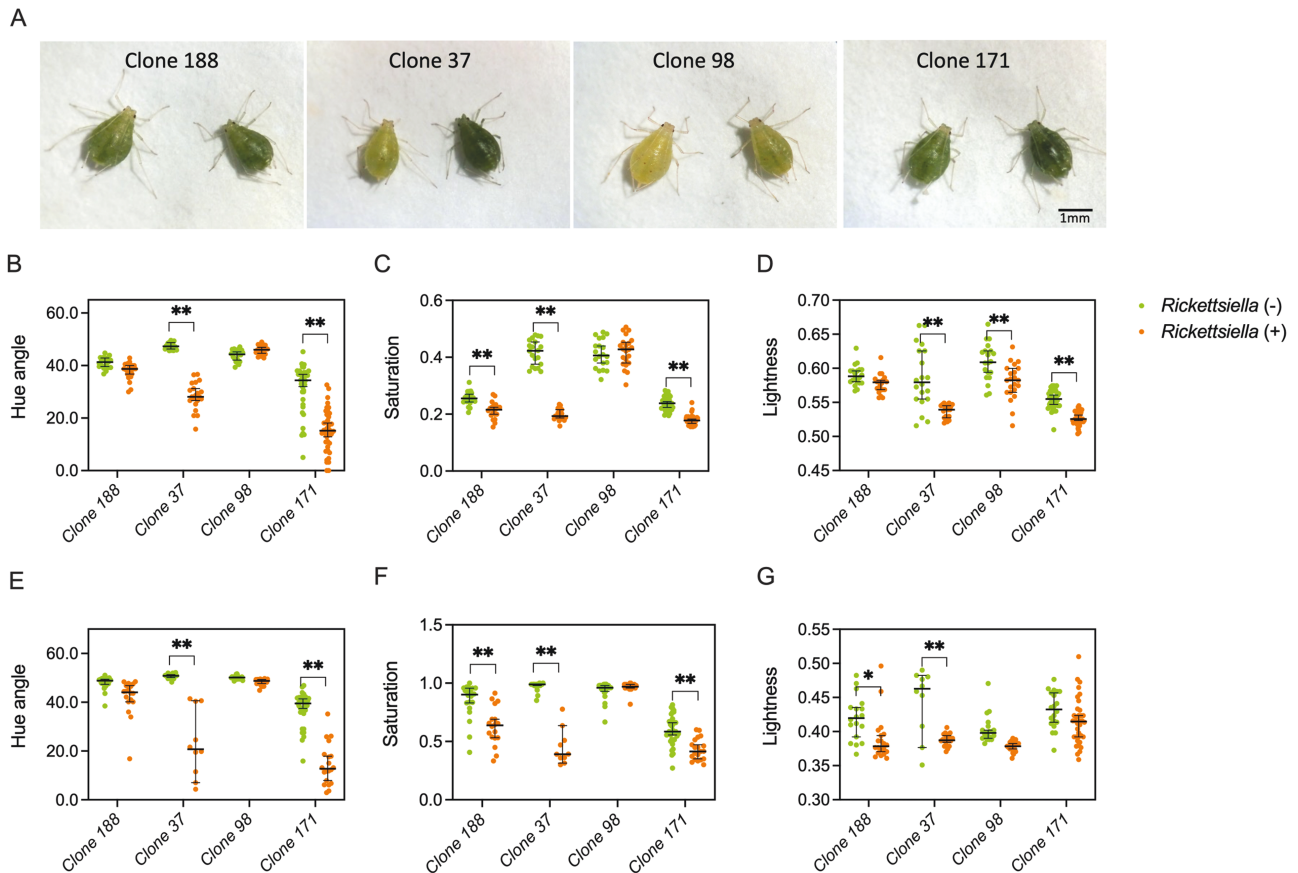 A
Clone 188
Clone 37
Clone 98
Clone 171
1mm
B
Hue angle
60.0
40.0
20.0
0.0
**
**
Clone 188
Clone 37
Clone 98
Clone 171
C
Saturation
0.6
0.4
0.2
0.0
**
**
**
Clone 188
Clone 37
Clone 98
Clone 171
D
Lightness
0.70
0.65
0.60
0.55
0.50
0.45
**
**
**
Clone 188
Clone 37
Clone 98
Clone 171
Rickettsiella (-)
Rickettsiella (+)
E
Hue angle
60.0
40.0
20.0
0.0
**
**
Clone 188
Clone 37
Clone 98
Clone 171
F
Saturation
1.5
1.0
0.5
0.0
**
**
**
Clone 188
Clone 37
Clone 98
Clone 171
G
Lightness
0.55
0.50
0.45
0.40
0.35
0.30
*
**
Clone 188
Clone 37
Clone 98
Clone 171